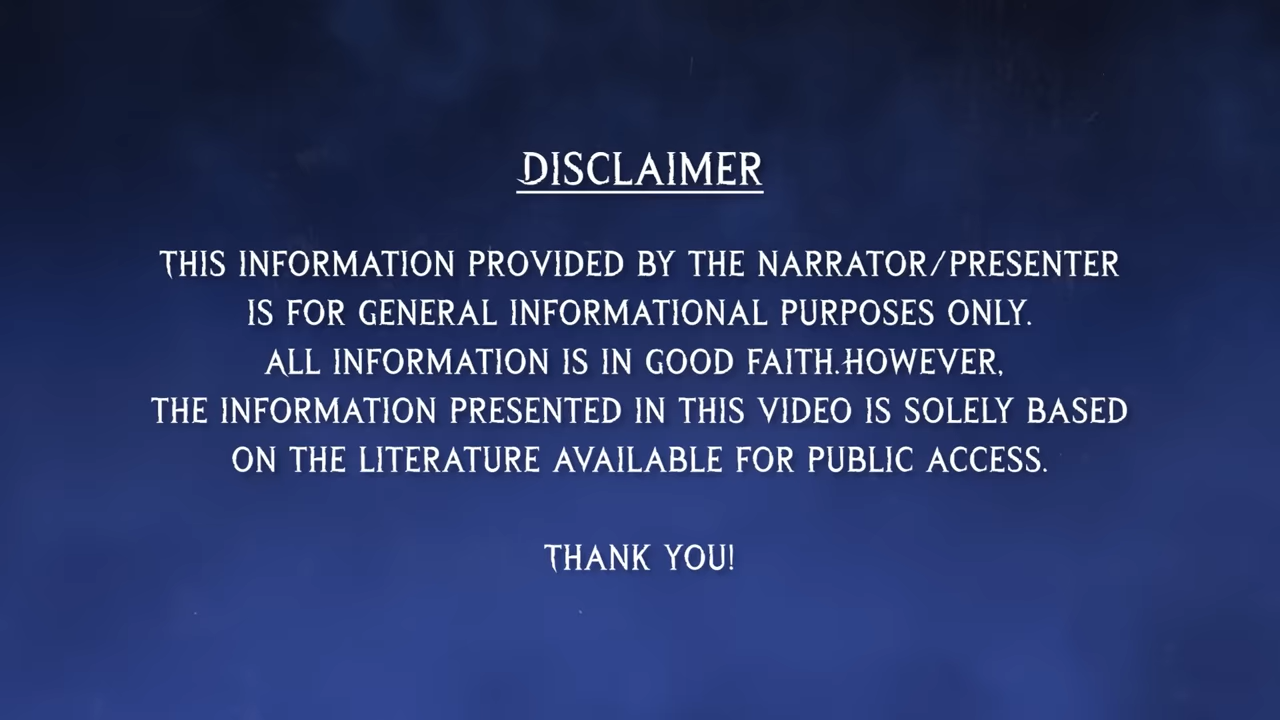 DISCLAIMER
THIS INFORMATION PROVIDED BY THE NARRATOR/PRESENTER
IS FOR GENERAL INFORMATIONAL PURPOSES ONLY.
ALL INFORMATION IS IN GOOD FAITH.HOWEVER,
THE INFORMATION PRESENTED IN THIS VIDEO IS SOLELY BASED
ON THE LITERATURE AVAILABLE FOR PUBLIC ACCESS.
THANK YOU!